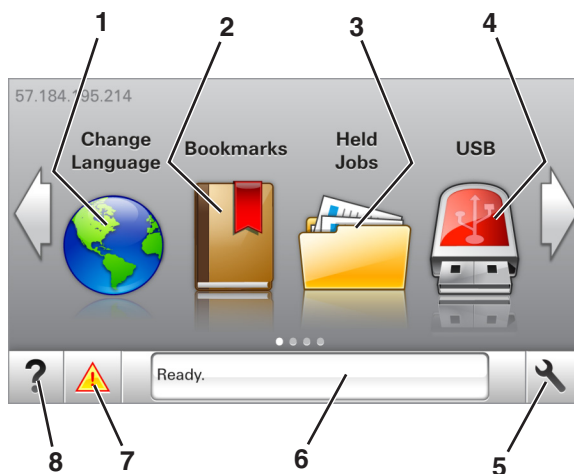 1 2 3 4
57.184.195.214
Change
Language
Bookmarks
Held
Jobs
USB
?
!
Ready.
8 7 6 5